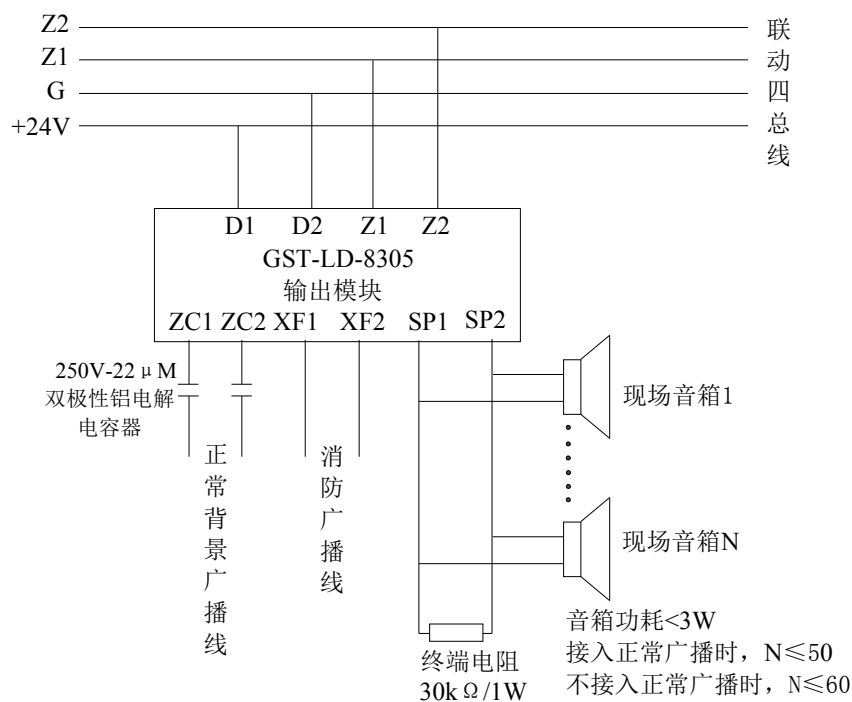 Z2
Z1
G
+24V
联动四总线
D1 D2 Z1 Z2
GST-LD-8305
输出模块
ZC1 ZC2 XF1 XF2 SP1 SP2
250V-22μM
双极性铝电解
电容器
正常背景广播线
消防广播线
现场音箱1
现场音箱N
终端电阻
30kΩ/1W
音箱功耗<3W
接入正常广播时，N≤50
不接入正常广播时，N≤60